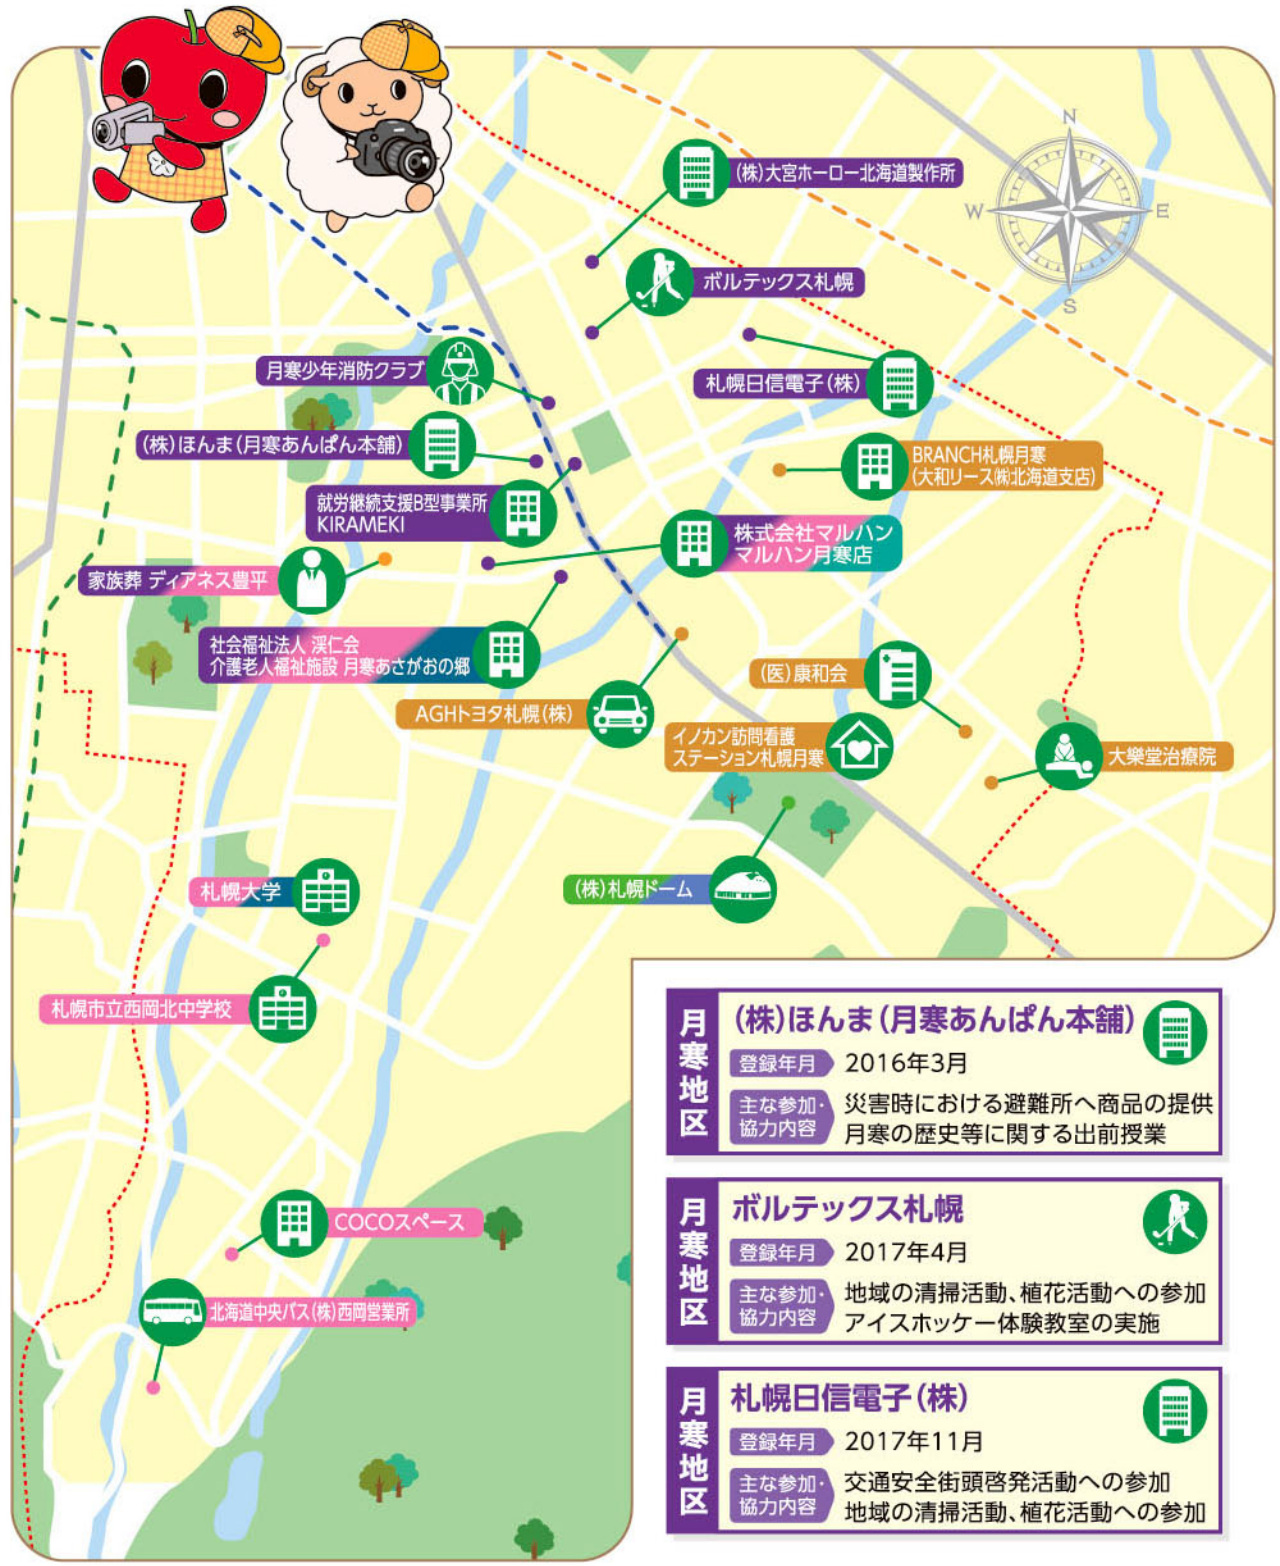 N
W
E
S
(株)大宮ホーロー北海道製作所
ボルテックス札幌
月寒少年消防クラブ
札幌日信電子(株)
(株)ほんま(月寒あんぱん本舗)
BRANCH札幌月寒
(大和リース㈱北海道支店)
就労継続支援B型事業所
KIRAMEKI
株式会社マルハン
マルハン月寒店
家族葬 ディアネス豊平
社会福祉法人 渓仁会
介護老人福祉施設 月寒あさがおの郷
(医)康和会
AGHトヨタ札幌(株)
イノカン訪問看護
ステーション札幌月寒
大樂堂治療院
札幌大学
(株)札幌ドーム
札幌市立西岡北中学校
COCOスペース
北海道中央バス(株)西岡営業所
月寒地区
(株)ほんま(月寒あんぱん本舗)
登録年月 2016年3月
主な参加・
協力内容
災害時における避難所へ商品の提供
月寒の歴史等に関する出前授業
月寒地区
ボルテックス札幌
登録年月 2017年4月
主な参加・
協力内容
地域の清掃活動、植花活動への参加
アイスホッケー体験教室の実施
月寒地区
札幌日信電子(株)
登録年月 2017年11月
主な参加・
協力内容
交通安全街頭啓発活動への参加
地域の清掃活動、植花活動への参加